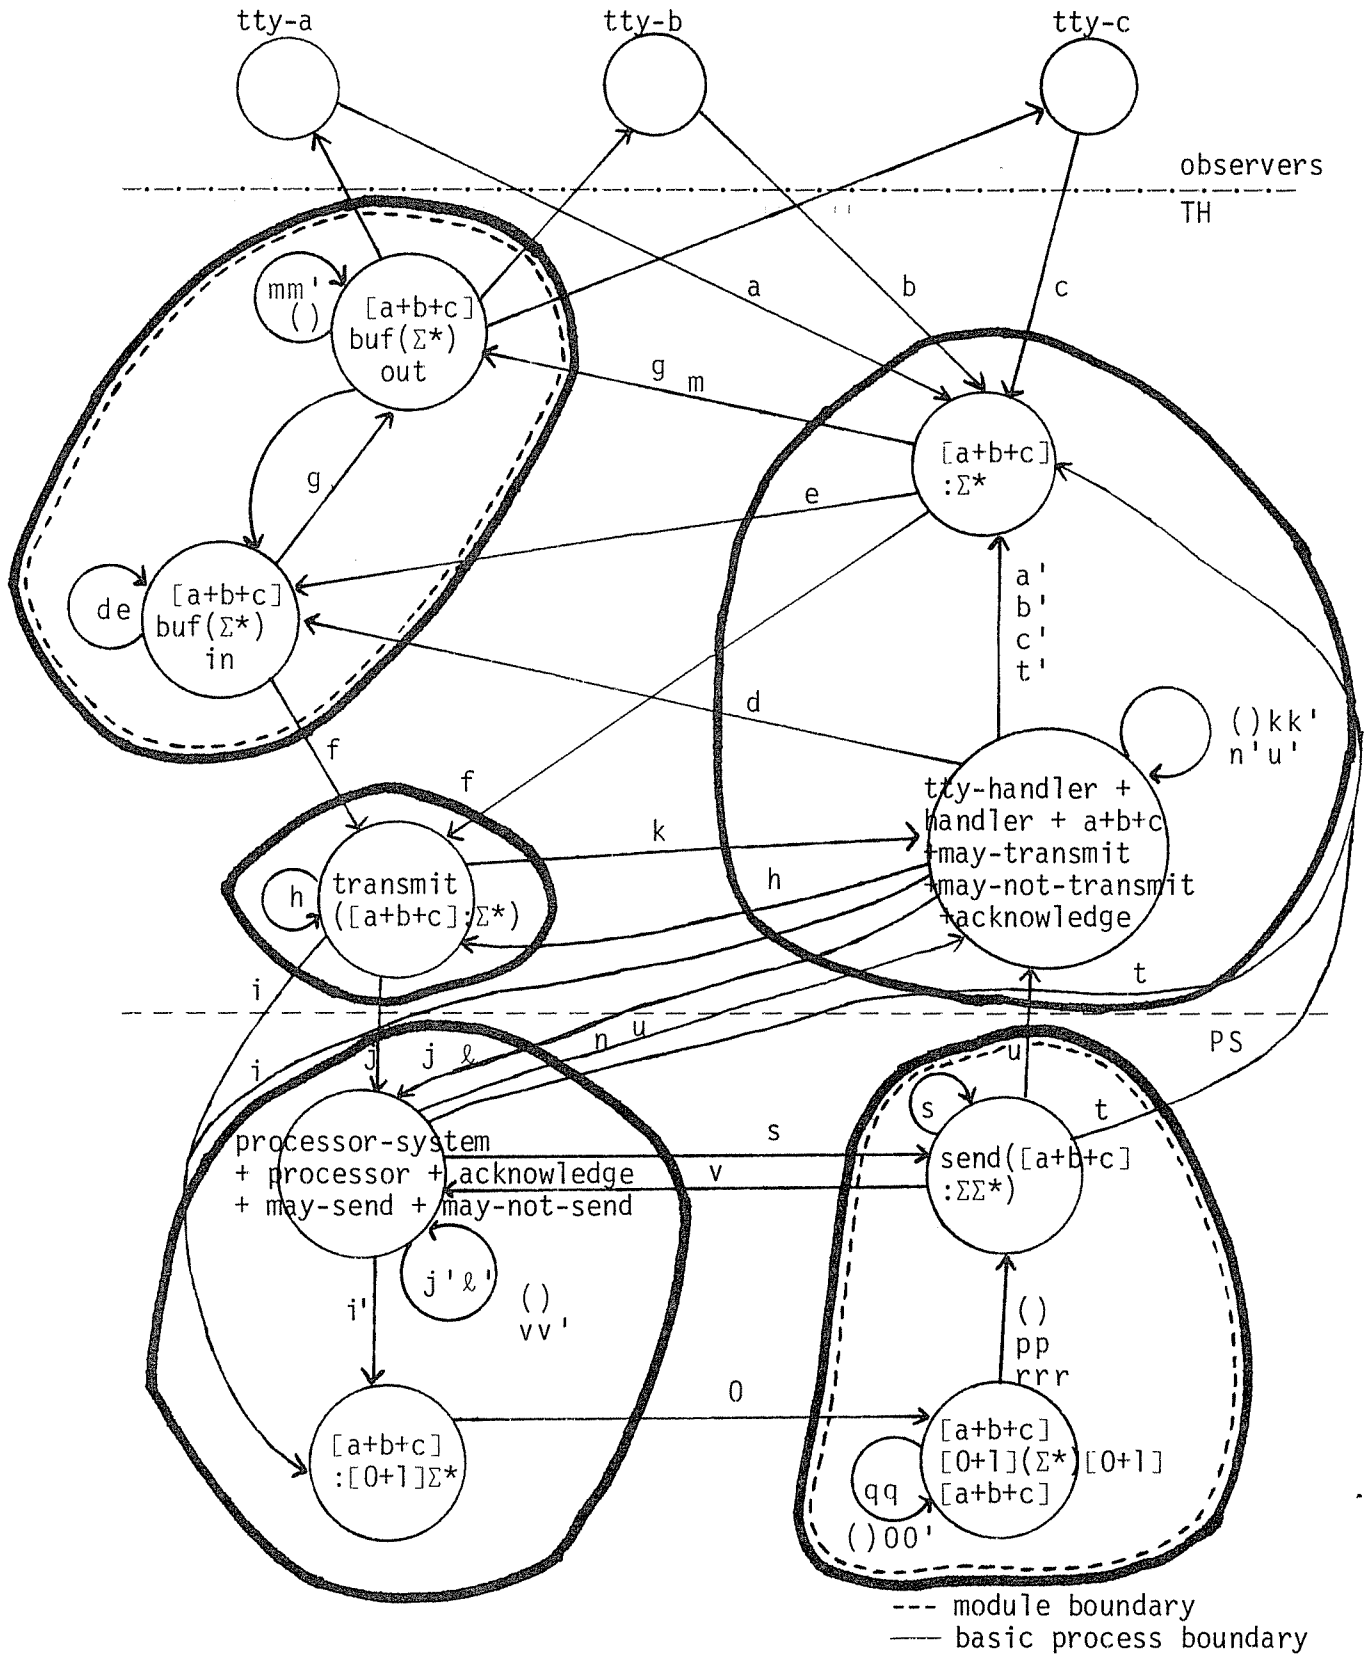 tty-a
tty-b
tty-c
observers
TH
a
b
c
mm'
()
[a+b+c]
buf(Σ*)
out
g
m
[a+b+c]
:Σ*
g
e
de
[a+b+c]
buf(Σ*)
in
a'
b'
c'
t'
d
()kk'
n'u'
f
f
tty-handler +
handler + a+b+c
+may-transmit
+may-not-transmit
+acknowledge
k
h
h
transmit
([a+b+c]:Σ*)
i
t
n
u
PS
i
j
j
ℓ
u
s
t
processor-system
+ processor + acknowledge
+ may-send + may-not-send
s
v
send([a+b+c]
:ΣΣ*)
j'ℓ'
()
vv'
i'
()
pp
rrr
0
[a+b+c]
:[0+1]Σ*
[a+b+c]
[0+1](Σ*)[0+1]
[a+b+c]
qq
()00'
--- module boundary
— basic process boundary